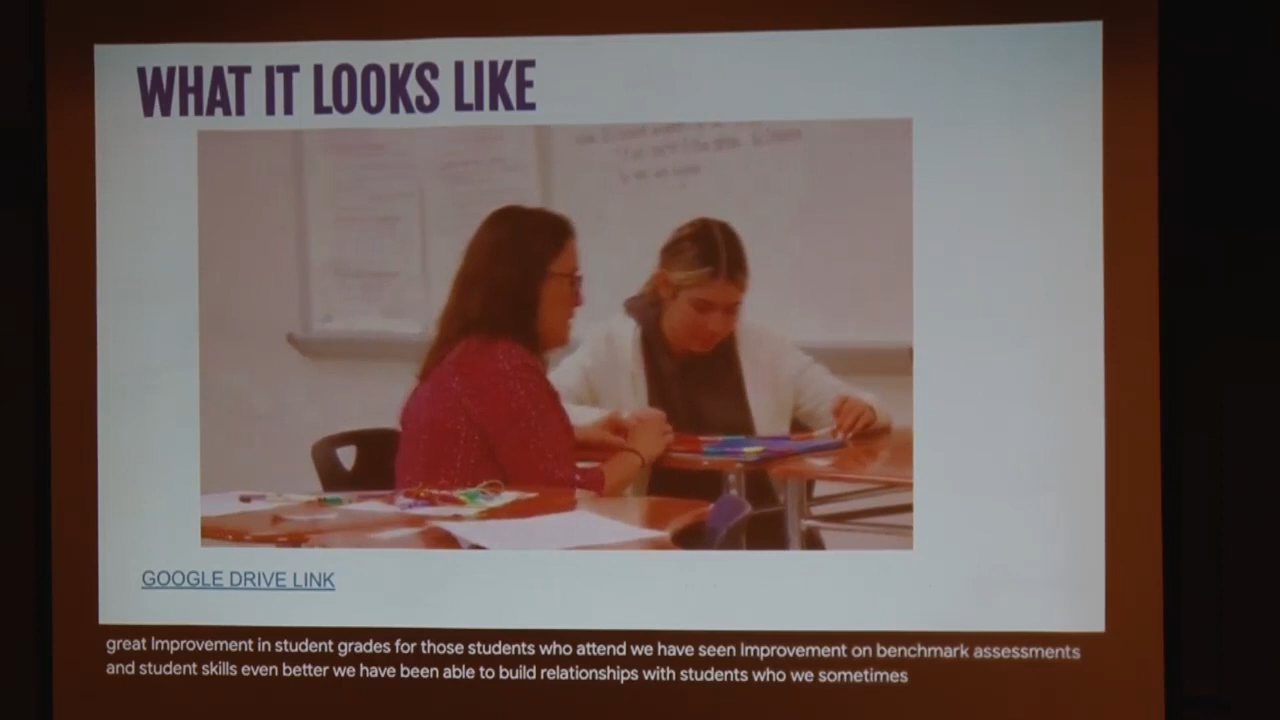 WHAT IT LOOKS LIKE
GOOGLE DRIVE LINK
great Improvement in student grades for those students who attend we have seen Improvement on benchmark assessments
and student skills even better we have been able to build relationships with students who we sometimes